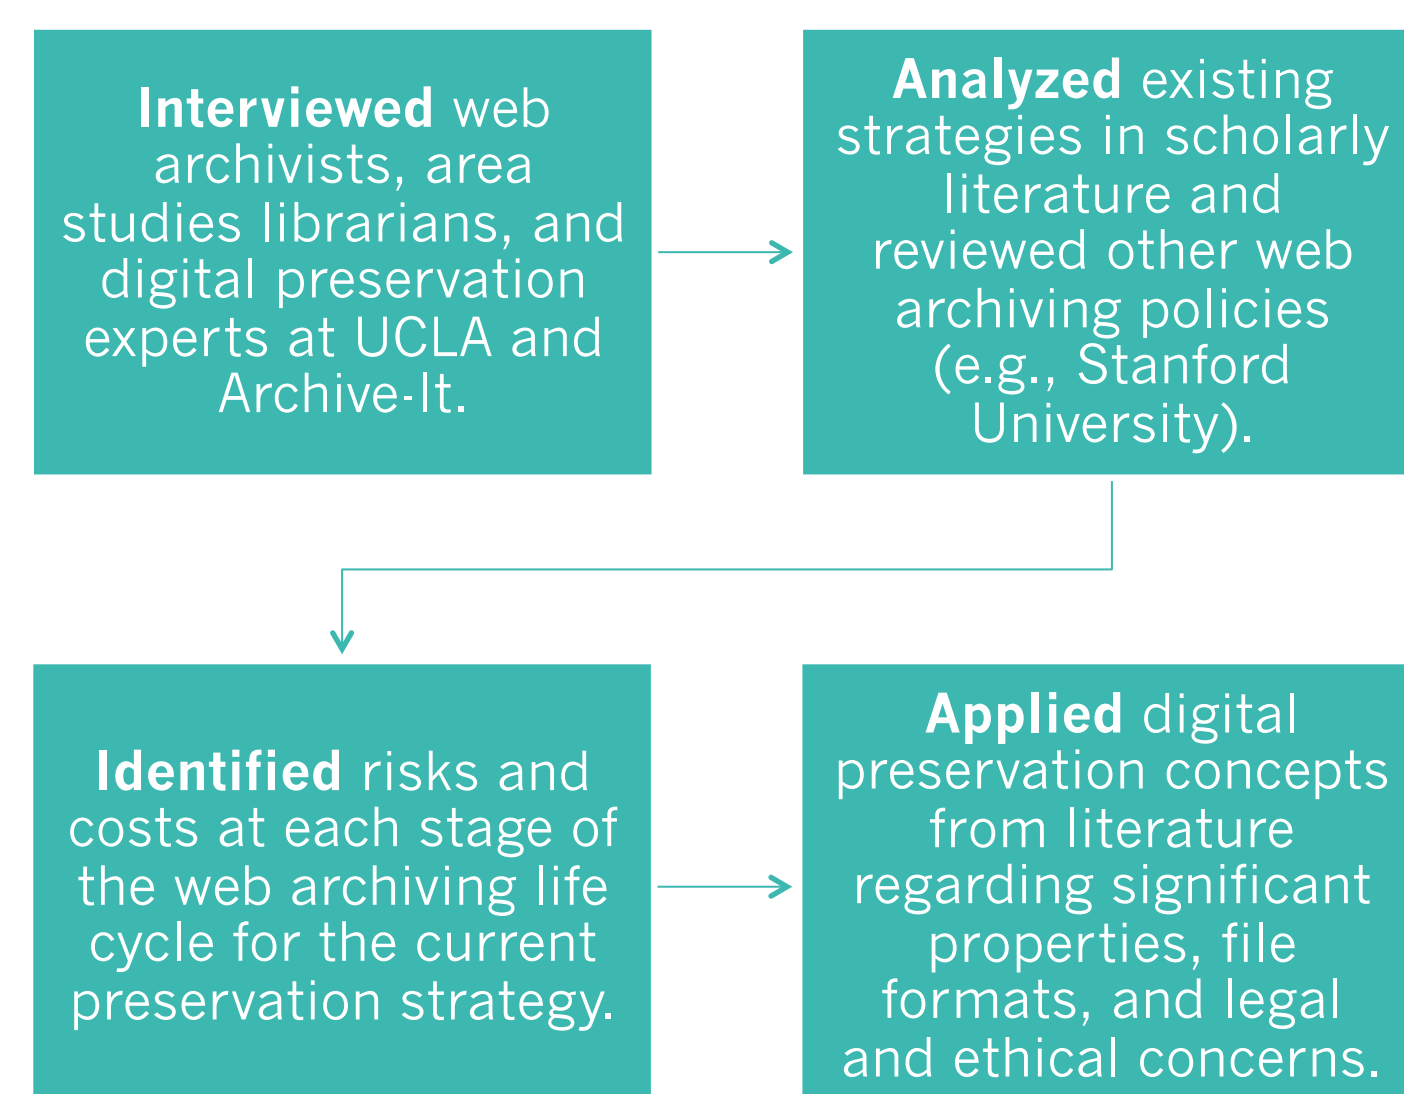 Interviewed web
archivists, area
studies librarians, and
digital preservation
experts at UCLA and
Archive-It.
Analyzed existing
strategies in scholarly
literature and
reviewed other web
archiving policies
(e.g., Stanford
University).
Identified risks and
costs at each stage of
the web archiving life
cycle for the current
preservation strategy.
Applied digital
preservation concepts
from literature
regarding significant
properties, file
formats, and legal
and ethical concerns.